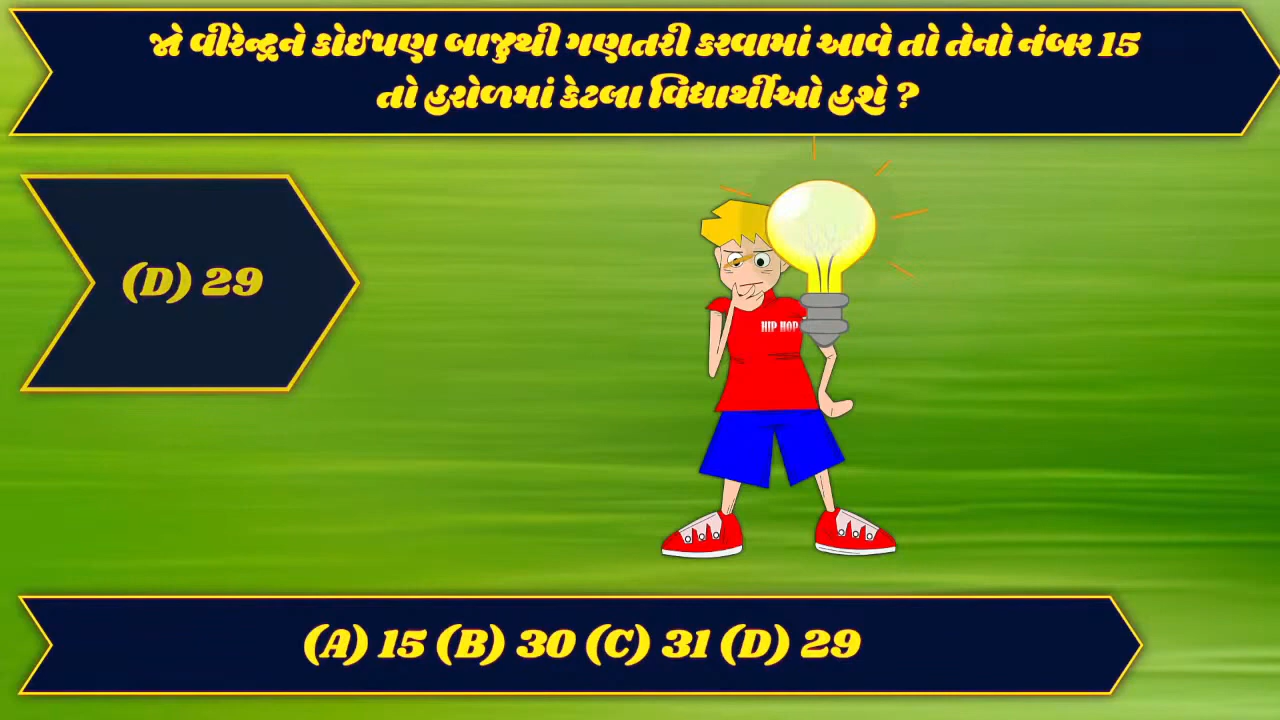 જો વીરેન્દ્રને કોઈપણ બાજુથી ગણતરી કરવામાં આવે તો તેનો નંબર 15
તો હરોળમાં કેટલા વિદ્યાર્થીઓ હશે ?
(D) 29
HIP HOP
(A) 15 (B) 30 (C) 31 (D) 29